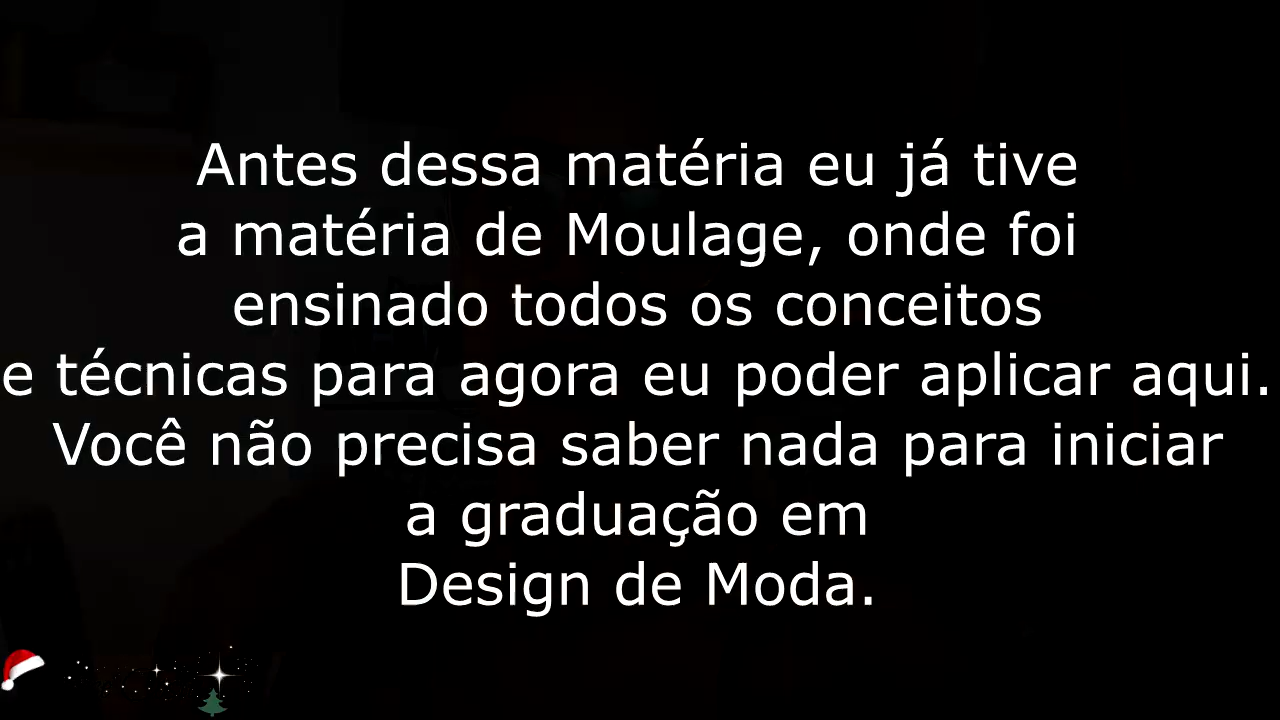 Antes dessa matéria eu já tive
a matéria de Moulage, onde foi
ensinado todos os conceitos
e técnicas para agora eu poder aplicar aqui.
Você não precisa saber nada para iniciar
a graduação em
Design de Moda.